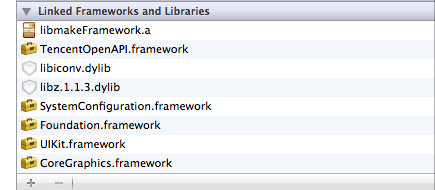 Linked Frameworks and Libraries
libmakeFramework.a
TencentOpenAPI.framework
libiconv.dylib
libz.1.1.3.dylib
SystemConfiguration.framework
Foundation.framework
UIKit.framework
CoreGraphics.framework